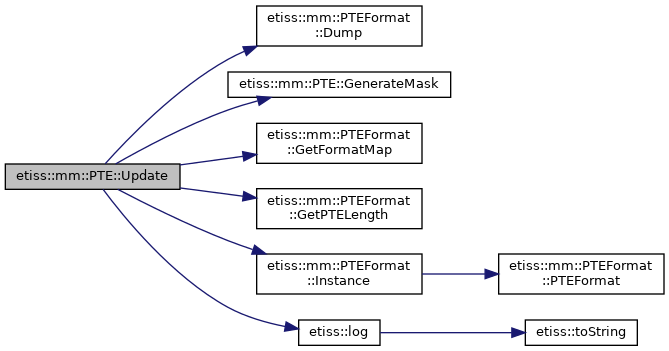 etiss::mm::PTEFormat
::Dump
etiss::mm::PTE::GenerateMask
etiss::mm::PTEFormat
::GetFormatMap
etiss::mm::PTE::Update
etiss::mm::PTEFormat
::GetPTELength
etiss::mm::PTEFormat
::Instance
etiss::mm::PTEFormat
::PTEFormat
etiss::log
etiss::toString